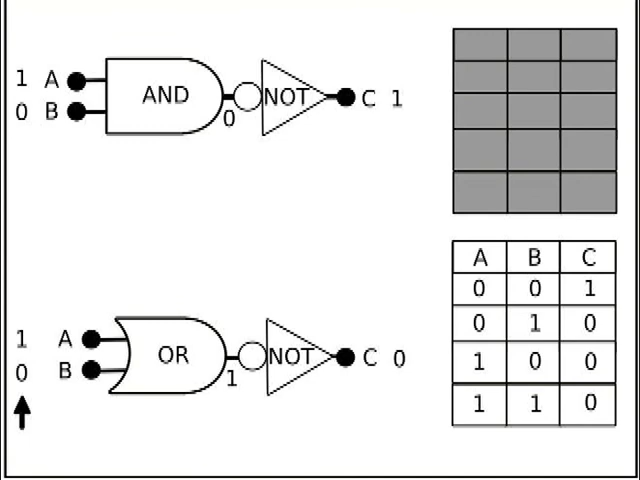 1 A AND NOT C 1
0 B 0
A B C
0 0 1
0 1 0
1 0 0
1 1 0
1 A OR NOT C 0
0 B 1